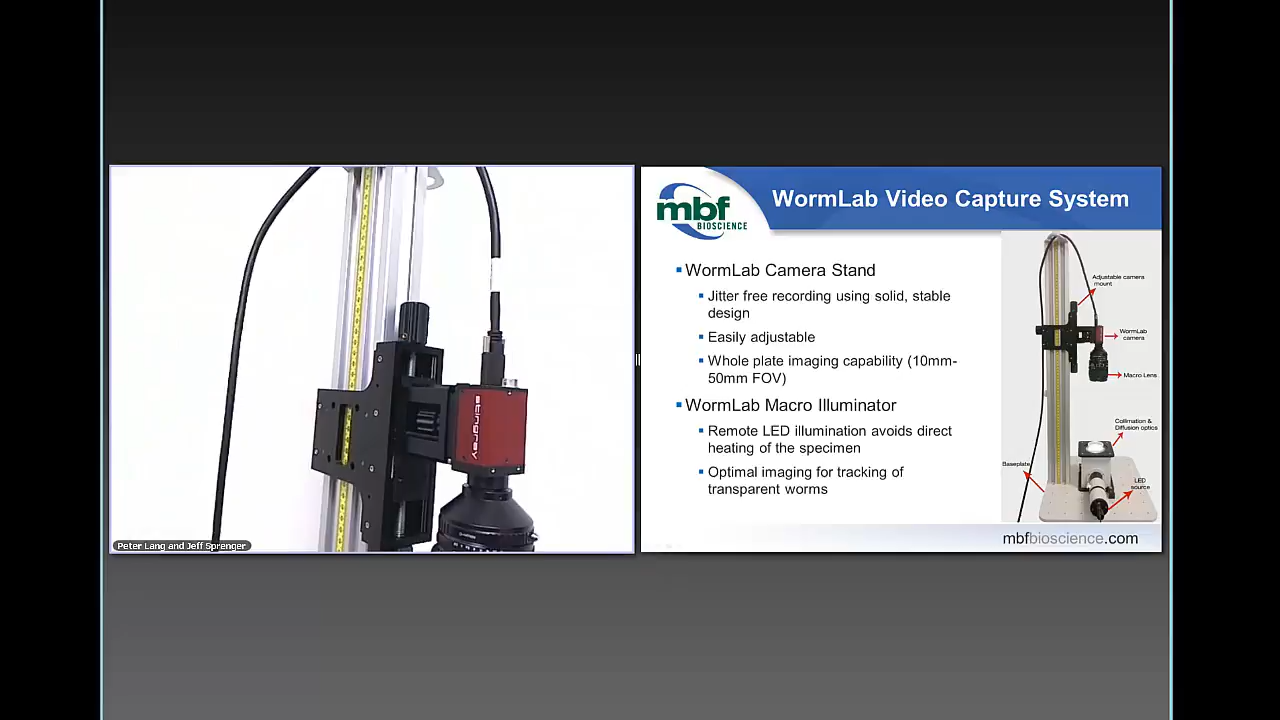 stingray
Peter Lang and Jeff Sprenger
mbf
BIOSCIENCE
WormLab Video Capture System
WormLab Camera Stand
Jitter free recording using solid, stable
design
Easily adjustable
Whole plate imaging capability (10mm-
50mm FOV)
WormLab Macro Illuminator
Remote LED illumination avoids direct
heating of the specimen
Optimal imaging for tracking of
transparent worms
Adjustable camera
mount
WormLab
camera
Macro Lens
Collimation &
Diffusion optics
Baseplate
LED
source
mbfbioscience.com